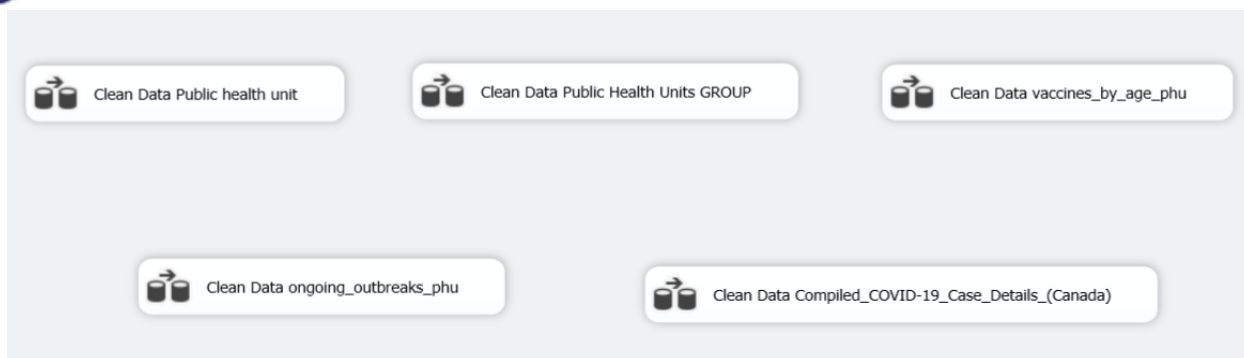 Clean Data Public health unit
Clean Data Public Health Units GROUP
Clean Data vaccines_by_age_phu
Clean Data ongoing_outbreaks_phu
Clean Data Compiled_COVID-19_Case_Details_(Canada)